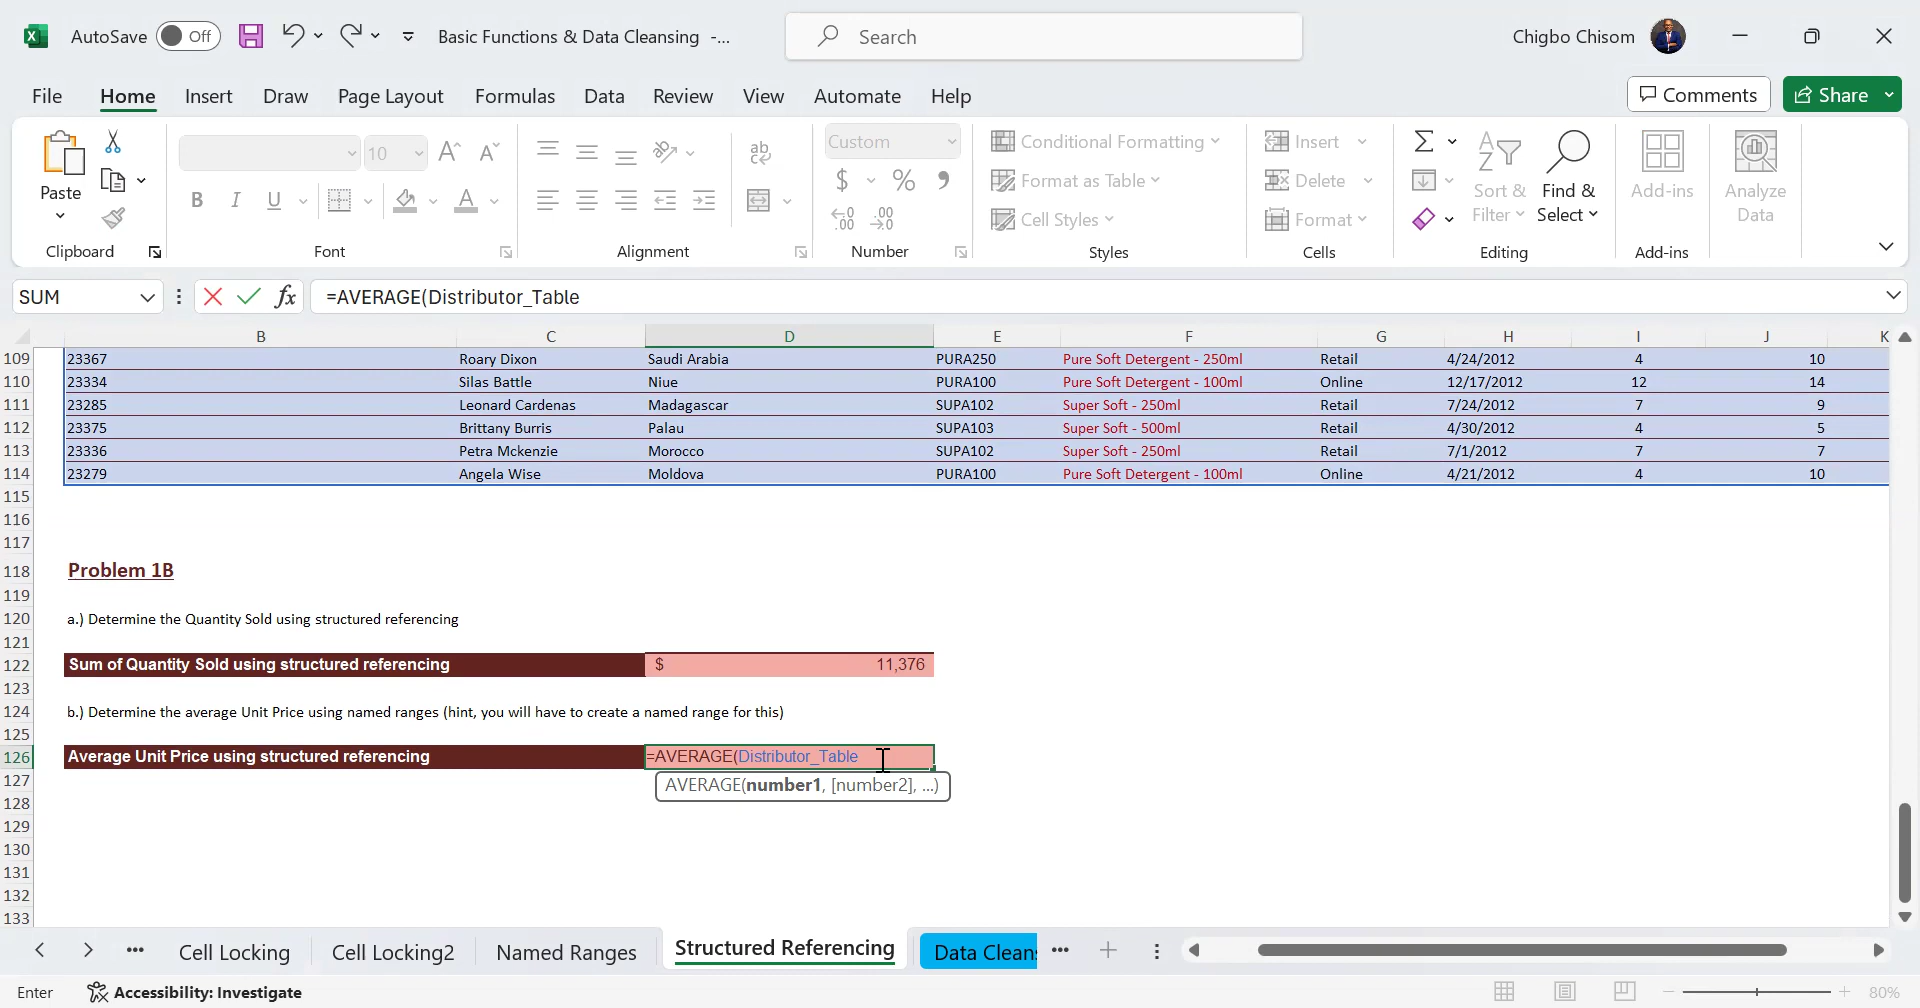 AutoSave Off Basic Functions & Data Cleansing -... Search Chigbo Chisom
File Home Insert Draw Page Layout Formulas Data Review View Automate Help Comments Share
Paste
Clipboard
10
B I U
Font
Alignment
Custom
$ %
Number
Conditional Formatting
Format as Table
Cell Styles
Styles
Insert
Delete
Format
Cells
Sort & Filter
Find & Select
Editing
Add-ins
Add-ins
Analyze Data
SUM fx =AVERAGE(Distributor_Table
B C D E F G H I J K
109 23367 Roary Dixon Saudi Arabia PURA250 Pure Soft Detergent - 250ml Retail 4/24/2012 4 10
110 23334 Silas Battle Niue PURA100 Pure Soft Detergent - 100ml Online 12/17/2012 12 14
111 23285 Leonard Cardenas Madagascar SUPA102 Super Soft - 250ml Retail 7/24/2012 7 9
112 23375 Brittany Burris Palau SUPA103 Super Soft - 500ml Retail 4/30/2012 4 5
113 23336 Petra Mckenzie Morocco SUPA102 Super Soft - 250ml Retail 7/1/2012 7 7
114 23279 Angela Wise Moldova PURA100 Pure Soft Detergent - 100ml Online 4/21/2012 4 10
115
116
117
118 Problem 1B
119
120 a.) Determine the Quantity Sold using structured referencing
121
122 Sum of Quantity Sold using structured referencing $ 11,376
123
124 b.) Determine the average Unit Price using named ranges (hint, you will have to create a named range for this)
125
126 Average Unit Price using structured referencing =AVERAGE(Distributor_Table
127 AVERAGE(number1, [number2], ...)
128
129
130
131
132
133
Cell Locking Cell Locking2 Named Ranges Structured Referencing Data Cleans
Enter Accessibility: Investigate 80%